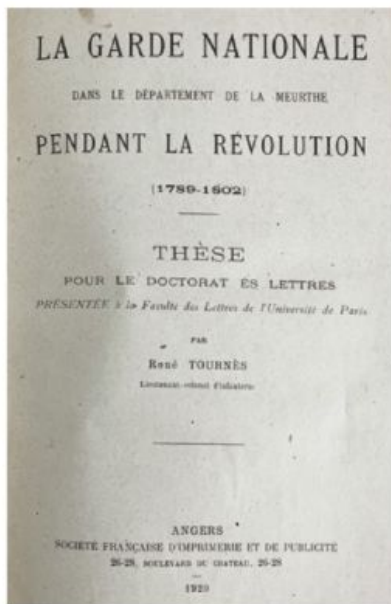 LA GARDE NATIONALE
DANS LE DÉPARTEMENT DE LA MEURTHE
PENDANT LA RÉVOLUTION
(1789-1802)
THÈSE
POUR LE DOCTORAT ÈS LETTRES
PRÉSENTÉE à la Faculté des Lettres de l'Université de Paris
PAR
René TOURNÈS
Lieutenant-colonel d'infanterie
ANGERS
SOCIÉTÉ FRANÇAISE D'IMPRIMERIE ET DE PUBLICITÉ
26-28, BOULEVARD DU CHATEAU, 26-28
1920